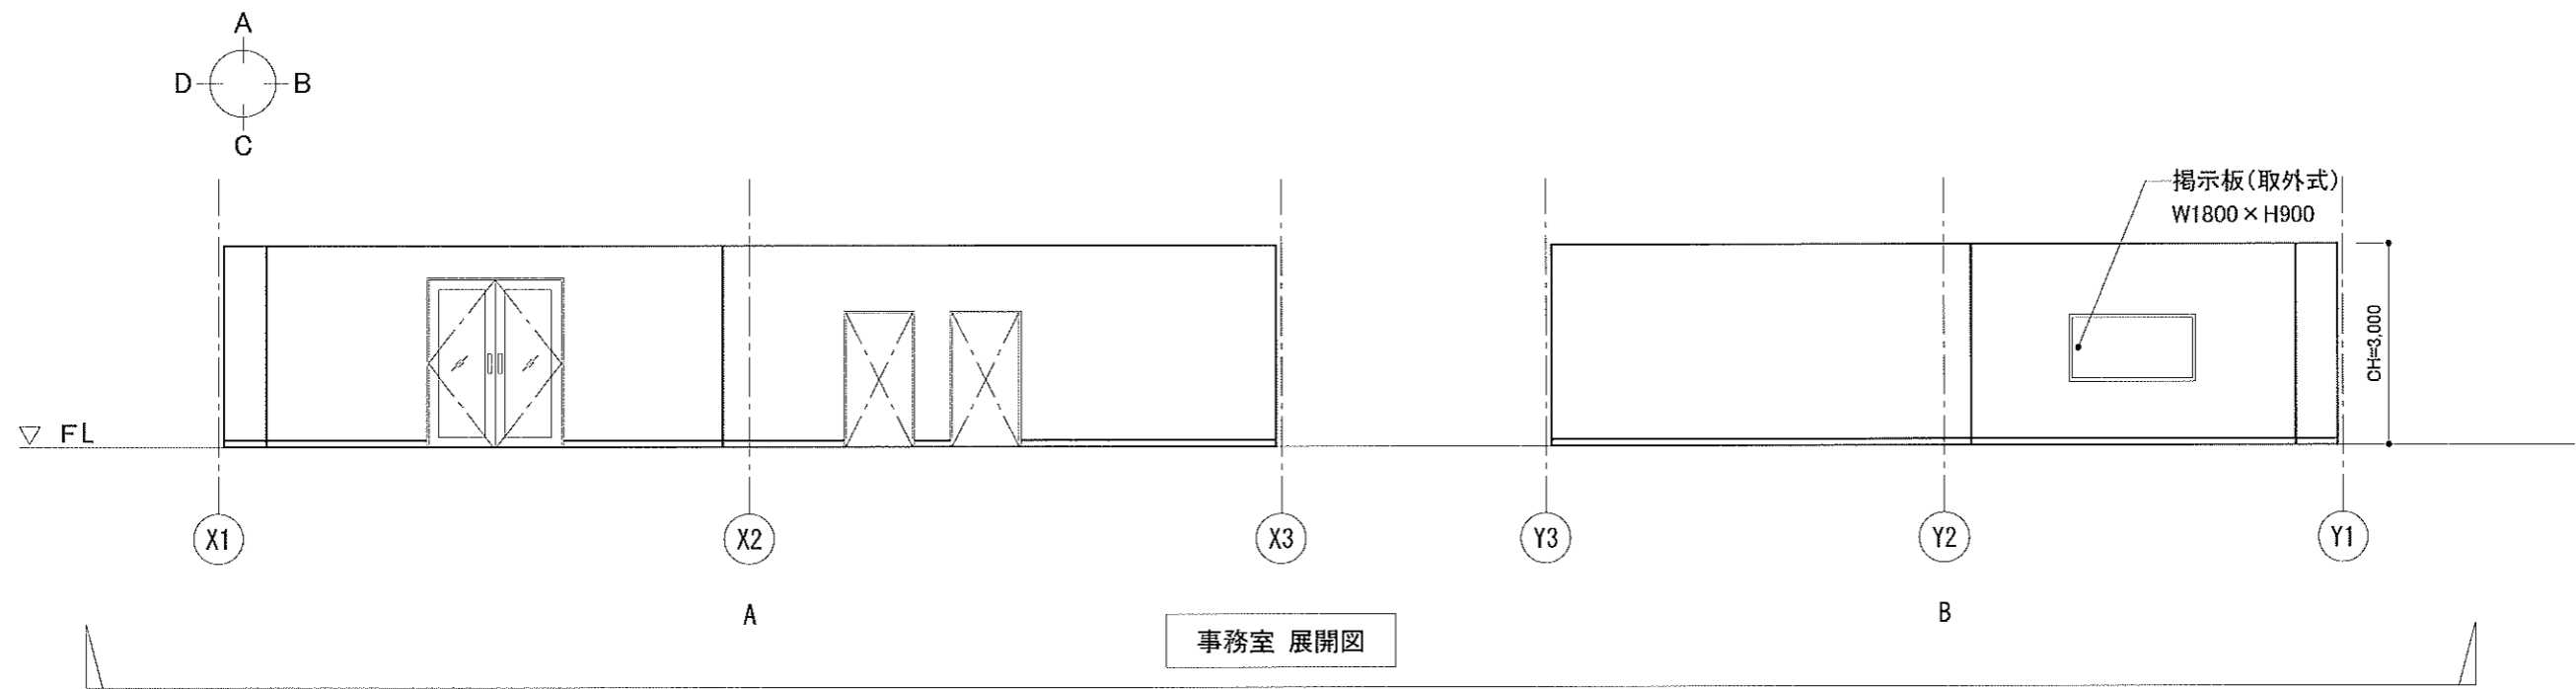 A
D B
C
掲示板(取外式)
W1800×H900
CH=3,000
▽ FL
X1 X2 X3 Y3 Y2 Y1
A B
事務室 展開図